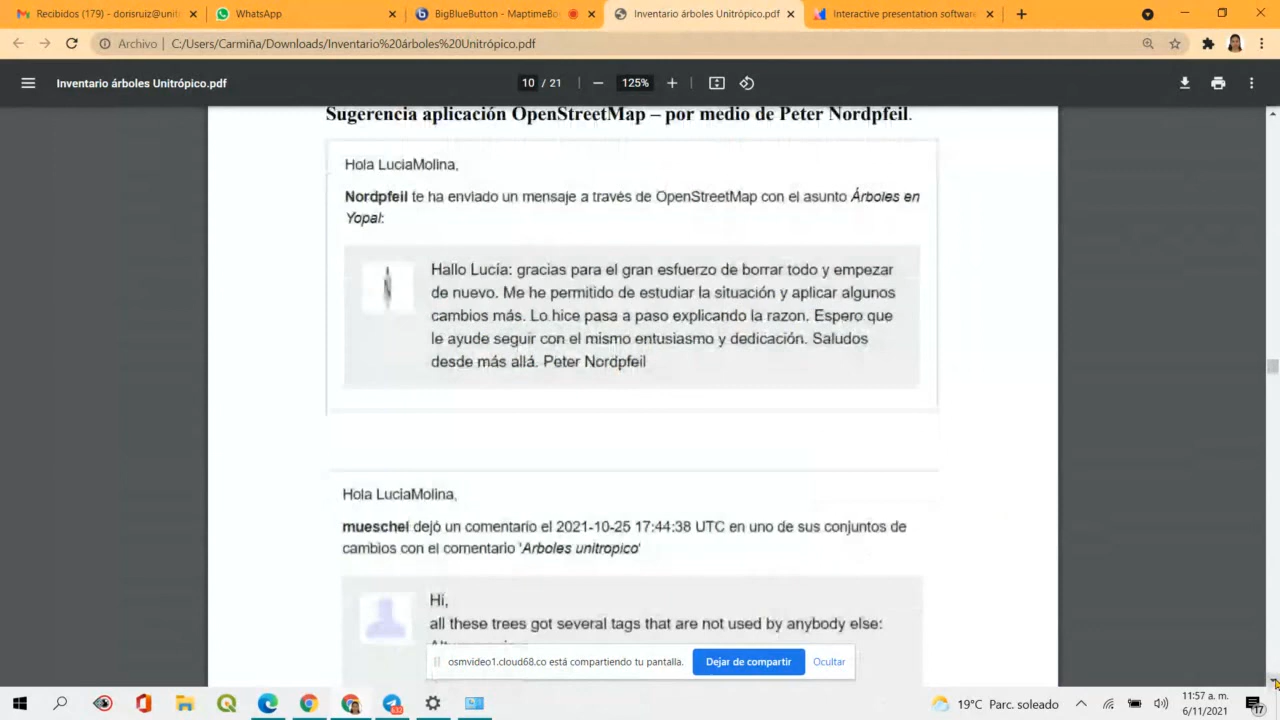 Recibidos (179) - dorisruiz@unit
WhatsApp
BigBlueButton - MaptimeBo
Inventario árboles Unitrópico.pdf
Interactive presentation software
Archivo | C:/Users/Carmiña/Downloads/Inventario%20árboles%20Unitrópico.pdf
Inventario árboles Unitrópico.pdf
10 / 21
125%
Sugerencia aplicación OpenStreetMap – por medio de Peter Nordpfeil.
Hola LuciaMolina,
Nordpfeil te ha enviado un mensaje a través de OpenStreetMap con el asunto Árboles en
Yopal:
Hallo Lucía: gracias para el gran esfuerzo de borrar todo y empezar
de nuevo. Me he permitido de estudiar la situación y aplicar algunos
cambios más. Lo hice pasa a paso explicando la razon. Espero que
le ayude seguir con el mismo entusiasmo y dedicación. Saludos
desde más allá. Peter Nordpfeil
Hola LuciaMolina,
mueschel dejó un comentario el 2021-10-25 17:44:38 UTC en uno de sus conjuntos de
cambios con el comentario 'Arboles unitropico'
Hi,
all these trees got several tags that are not used by anybody else:
osmvideo1.cloud68.co está compartiendo tu pantalla.
Dejar de compartir
Ocultar
19°C Parc. soleado
11:57 a. m.
6/11/2021
17